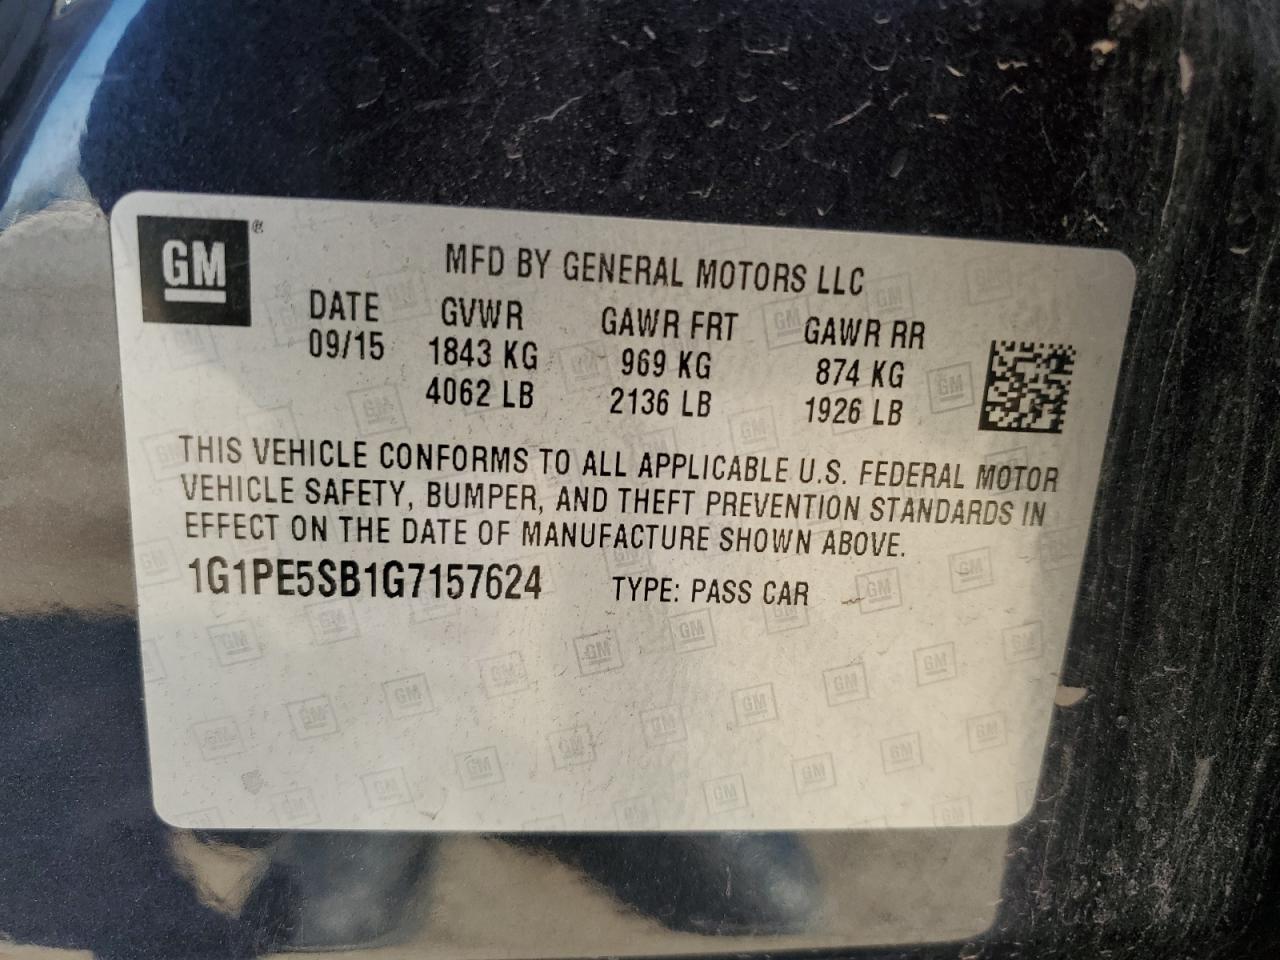 GM ®
MFD BY GENERAL MOTORS LLC
DATE GVWR GAWR FRT GAWR RR
09/15 1843 KG 969 KG 874 KG
4062 LB 2136 LB 1926 LB
THIS VEHICLE CONFORMS TO ALL APPLICABLE U.S. FEDERAL MOTOR
VEHICLE SAFETY, BUMPER, AND THEFT PREVENTION STANDARDS IN
EFFECT ON THE DATE OF MANUFACTURE SHOWN ABOVE.
1G1PE5SB1G7157624 TYPE: PASS CAR